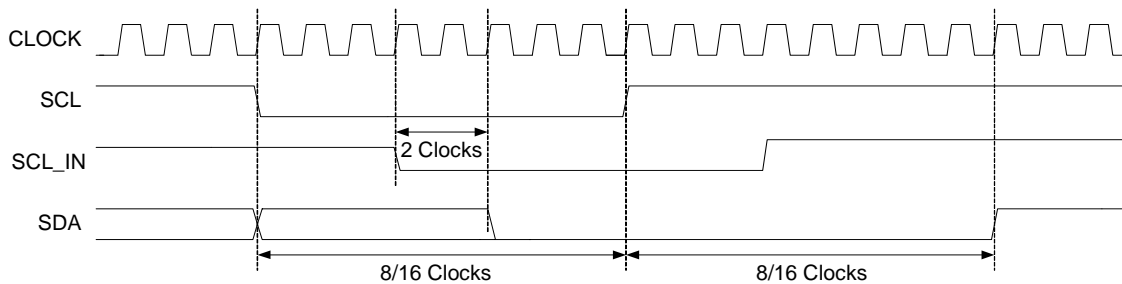 CLOCK
SCL
2 Clocks
SCL_IN
SDA
8/16 Clocks
8/16 Clocks